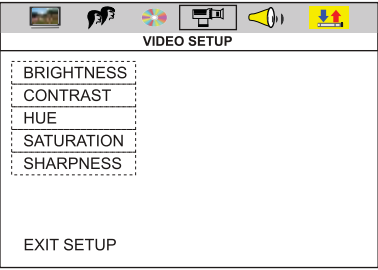 VIDEO SETUP
BRIGHTNESS
CONTRAST
HUE
SATURATION
SHARPNESS
EXIT SETUP